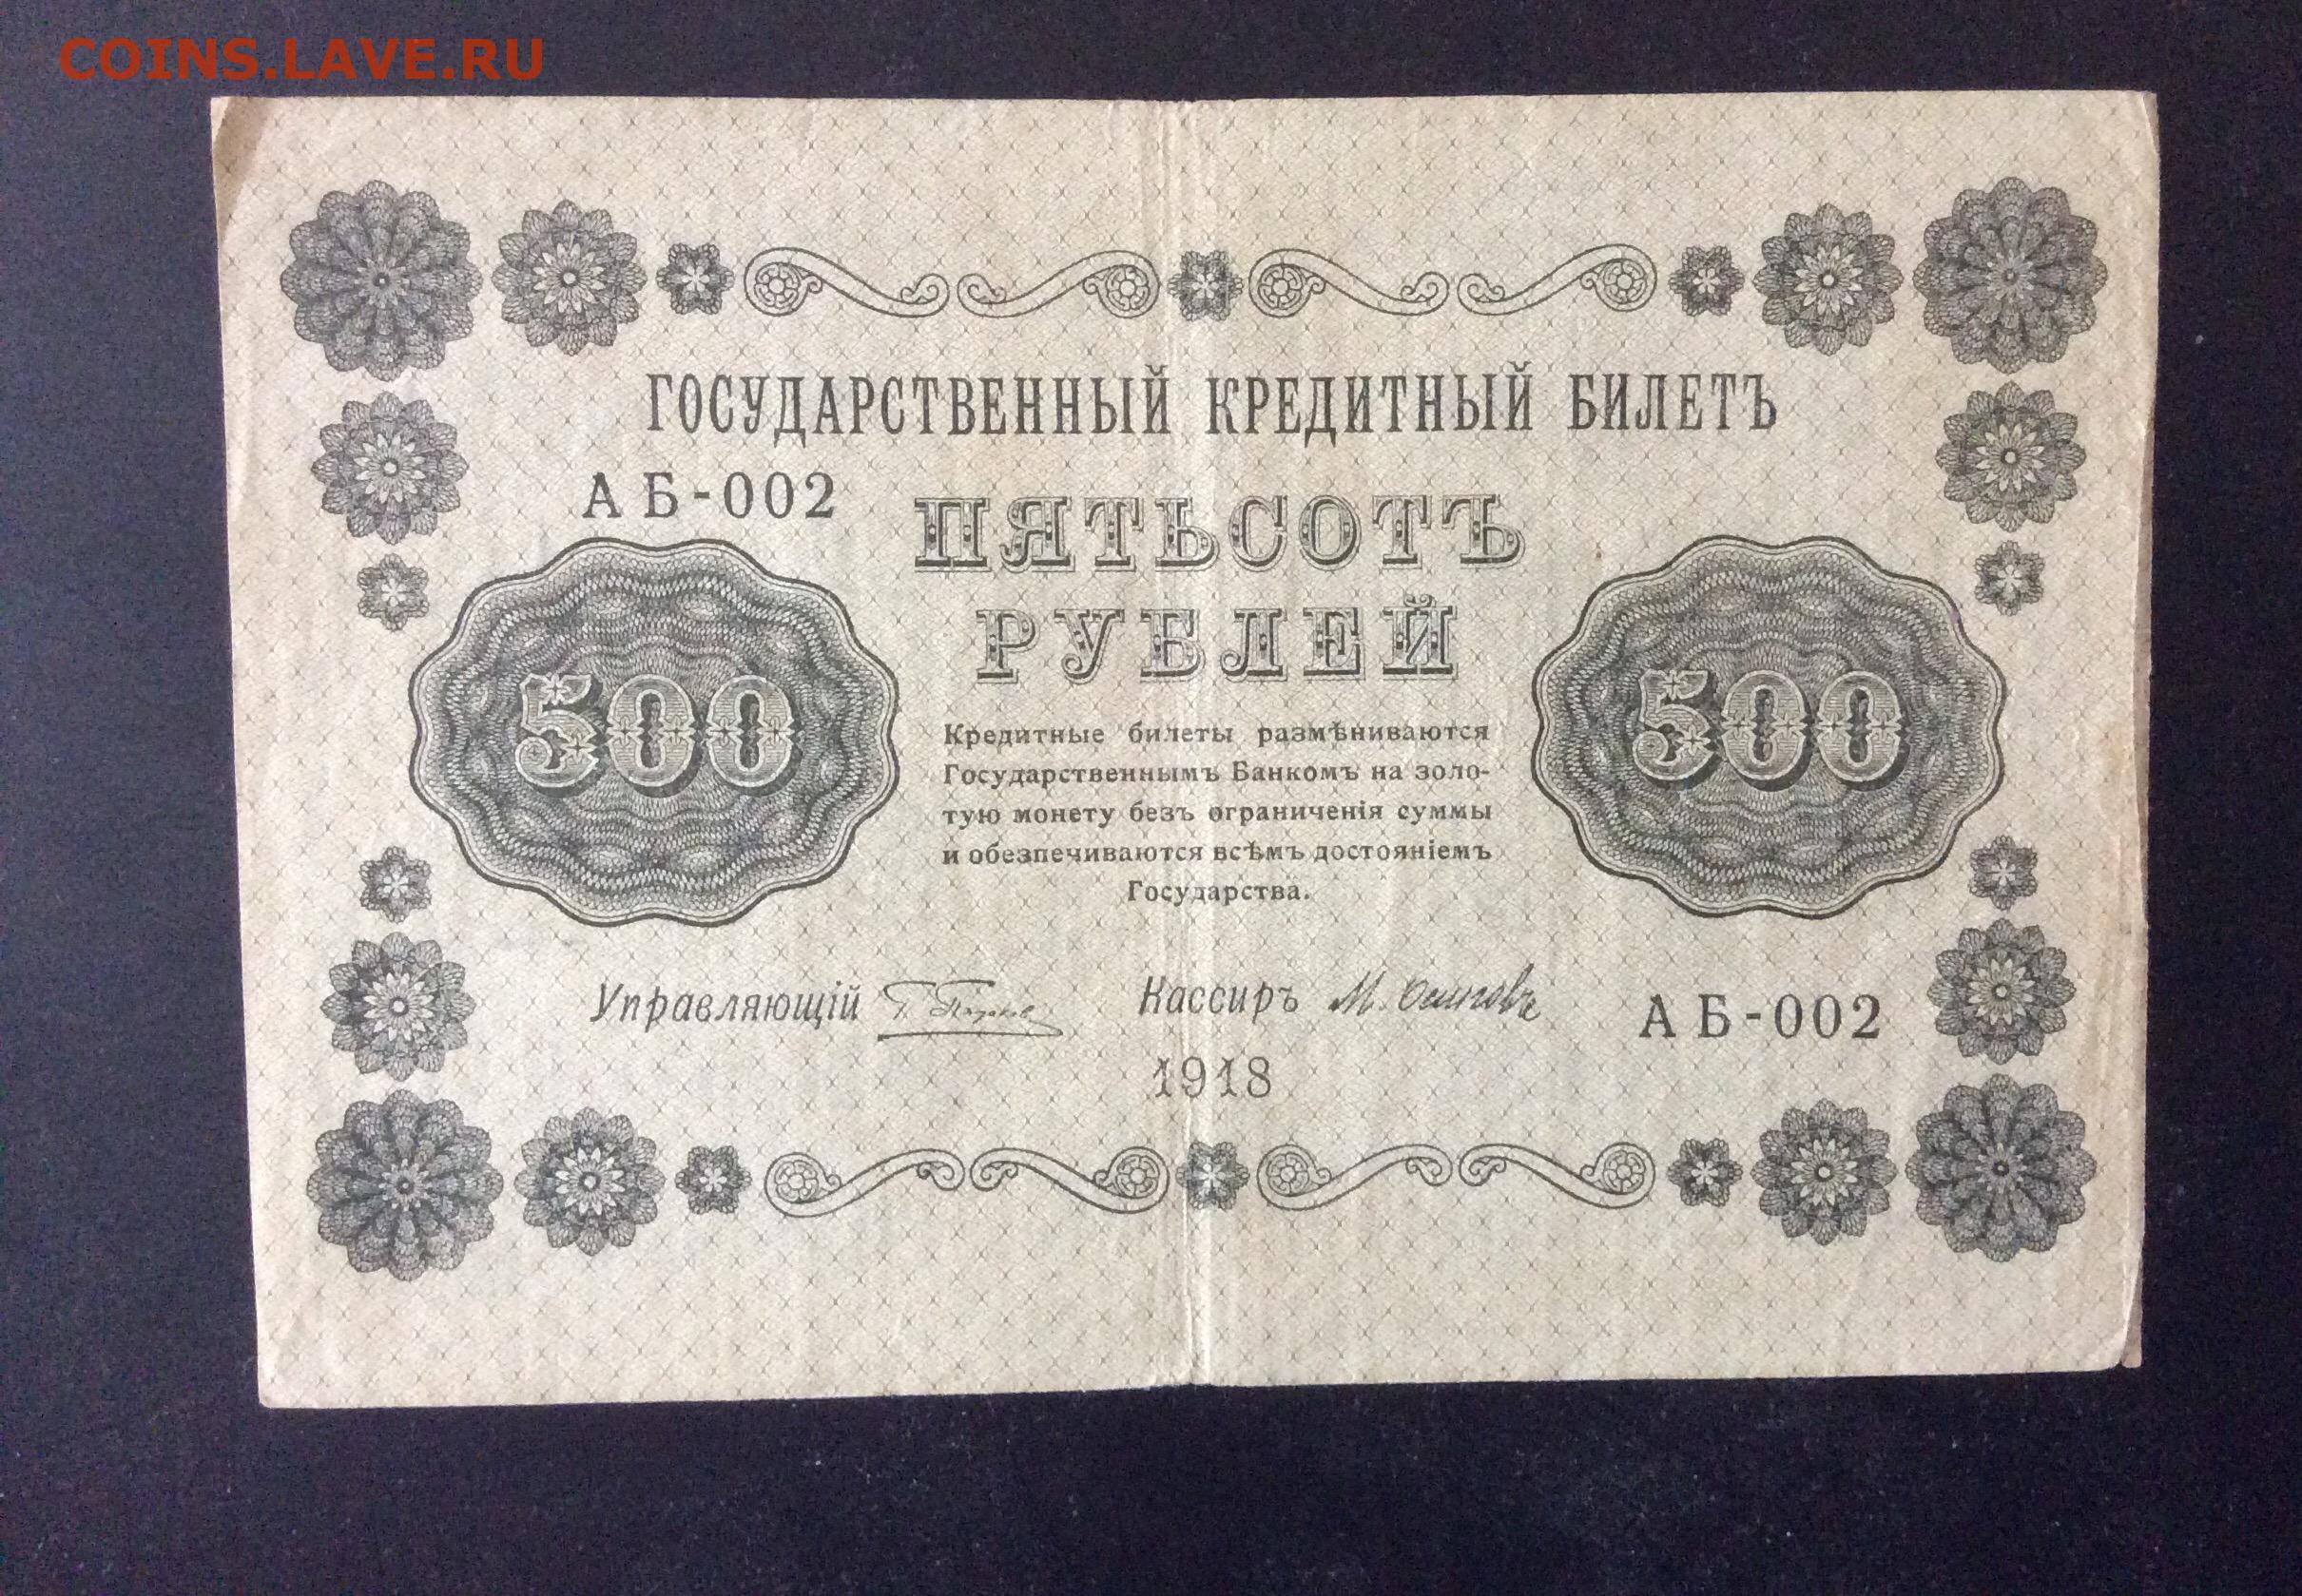 COINS.LAVE.RU
ГОСУДАРСТВЕННЫЙ КРЕДИТНЫЙ БИЛЕТЪ
АБ-002
ПЯТЬСОТЪ
РУБЛЕЙ
500
500
Кредитные билеты размѣниваются
Государственнымъ Банкомъ на золо-
тую монету безъ ограниченія суммы
и обезпечиваются всѣмъ достояніемъ
Государства.
Управляющій Кассиръ М. Осиповъ
АБ-002
1918